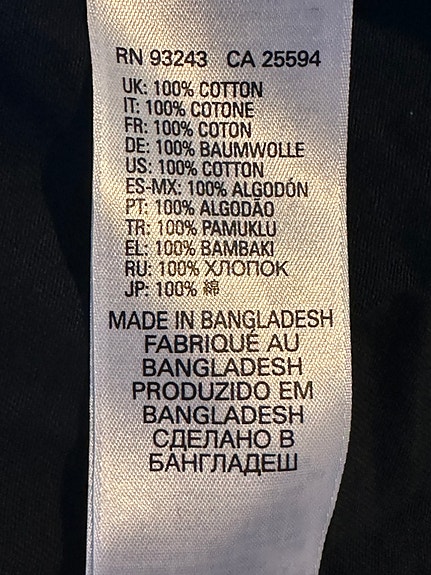 RN 93243 CA 25594
UK: 100% COTTON
IT: 100% COTONE
FR: 100% COTON
DE: 100% BAUMWOLLE
US: 100% COTTON
ES-MX: 100% ALGODÓN
PT: 100% ALGODÃO
TR: 100% PAMUKLU
EL: 100% BAMBAKI
RU: 100% ХЛОПОК
JP: 100% 綿
MADE IN BANGLADESH
FABRIQUÉ AU
BANGLADESH
PRODUZIDO EM
BANGLADESH
СДЕЛАНО В
БАНГЛАДЕШ